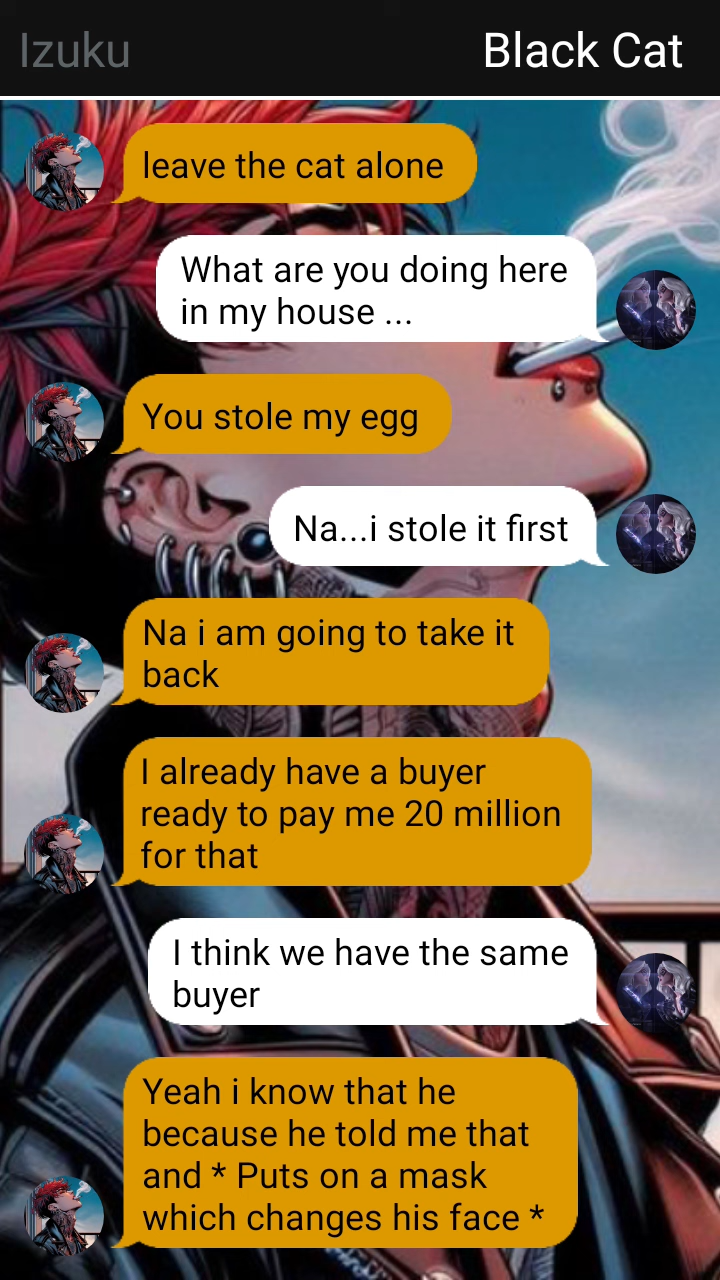 Izuku
Black Cat
leave the cat alone
What are you doing here
in my house ...
You stole my egg
Na...i stole it first
Na i am going to take it
back
I already have a buyer
ready to pay me 20 million
for that
I think we have the same
buyer
Yeah i know that he
because he told me that
and * Puts on a mask
which changes his face *